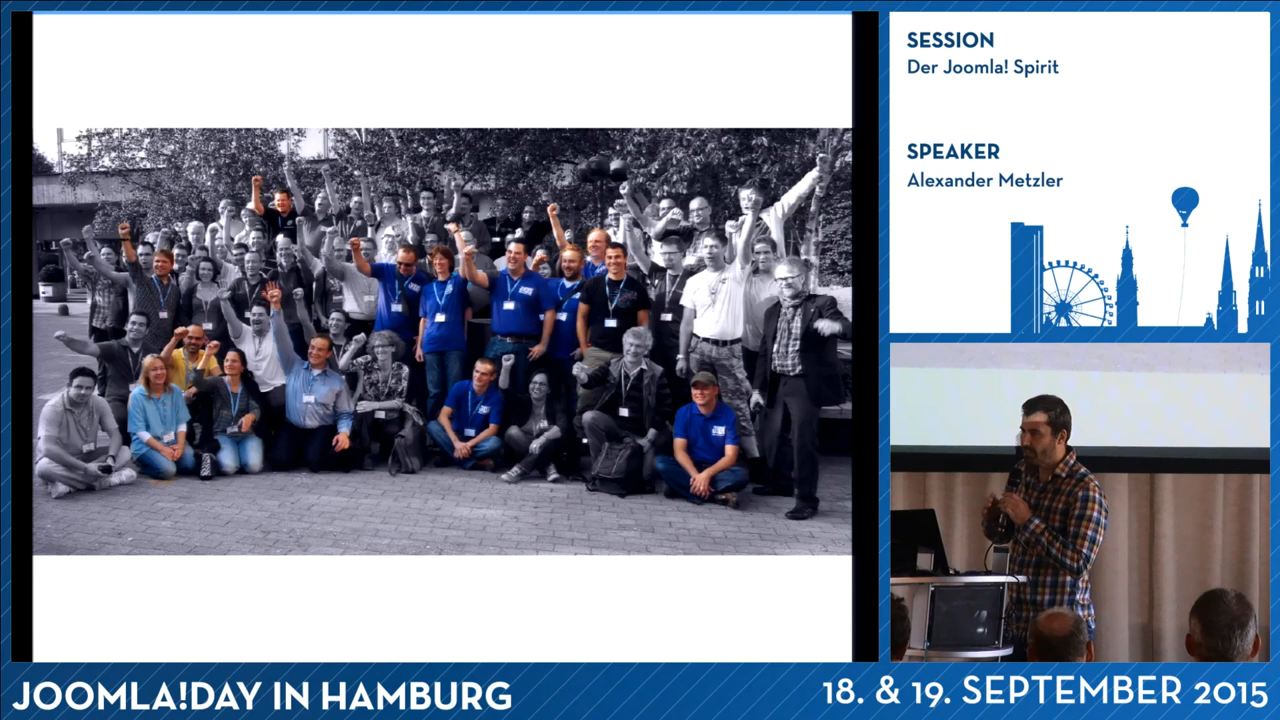 SESSION
Der Joomla! Spirit
SPEAKER
Alexander Metzler
JOOMLA!DAY IN HAMBURG
18. & 19. SEPTEMBER 2015